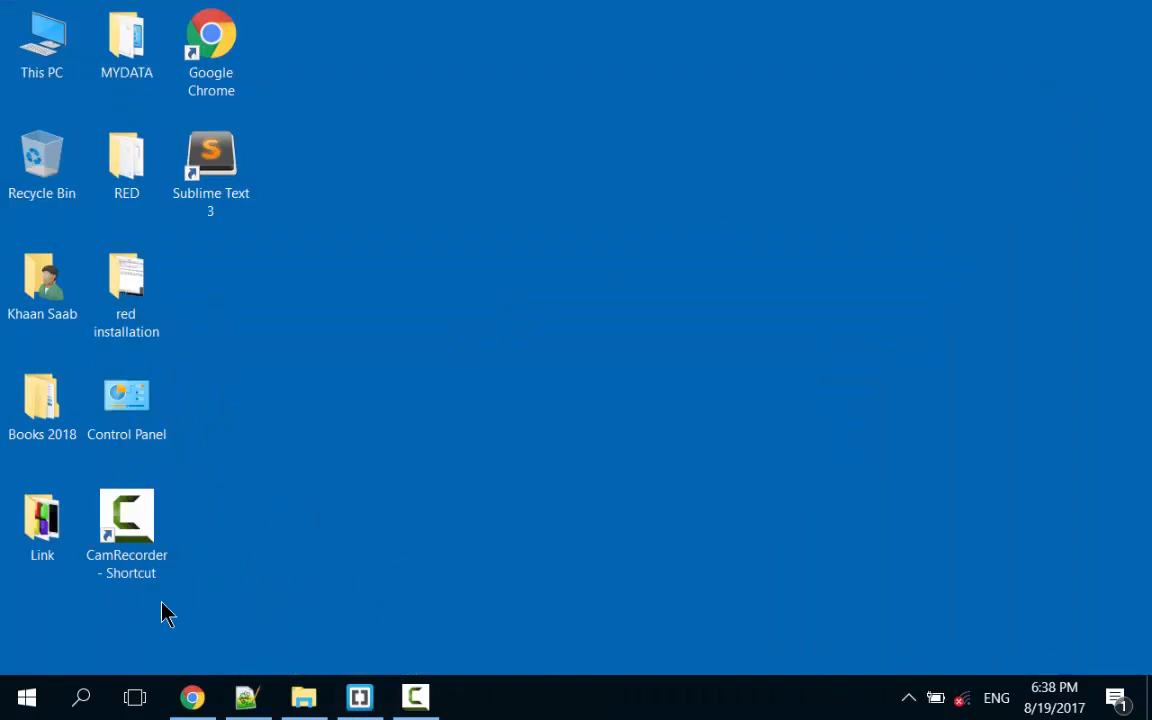 This PC
MYDATA
Google
Chrome
Recycle Bin
RED
Sublime Text
3
Khaan Saab
red
installation
Books 2018
Control Panel
Link
CamRecorder
- Shortcut
ENG
6:38 PM
8/19/2017
1